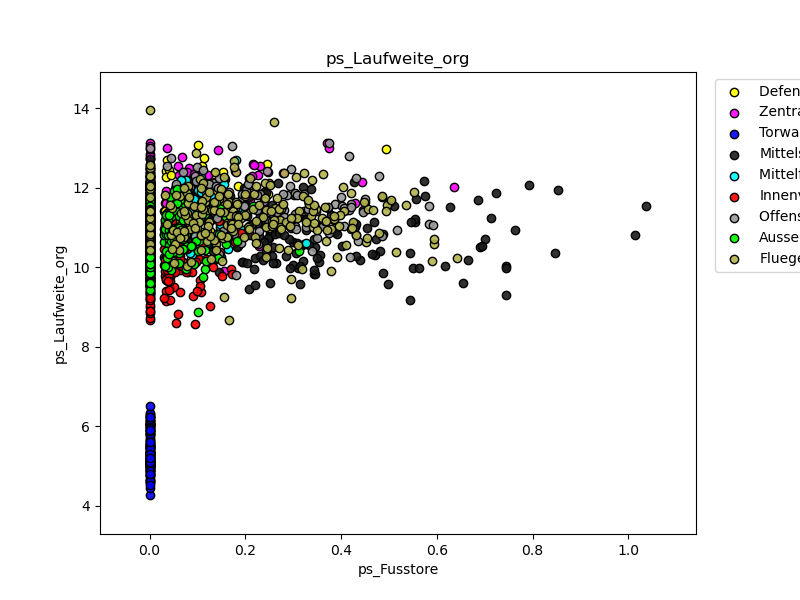 ps_Laufweite_org
14
12
10
8
6
4
ps_Laufweite_org
0.0 0.2 0.4 0.6 0.8 1.0
ps_Fusstore
Defen
Zentra
Torwa
Mittels
Mittelf
Innenv
Offens
Ausse
Fluege